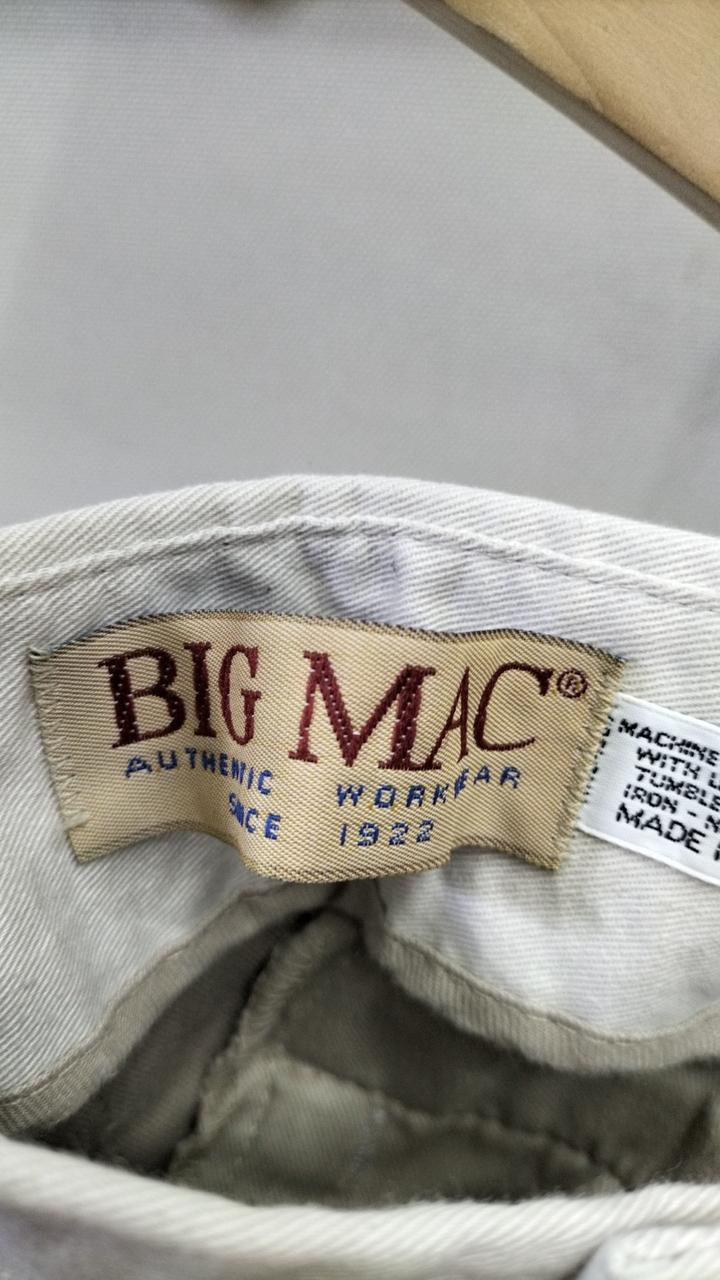 BIG MAC®
AUTHENTIC WORKWEAR
SINCE 1922
MACHINE
WITH
TUMBLE
IRON -
MADE